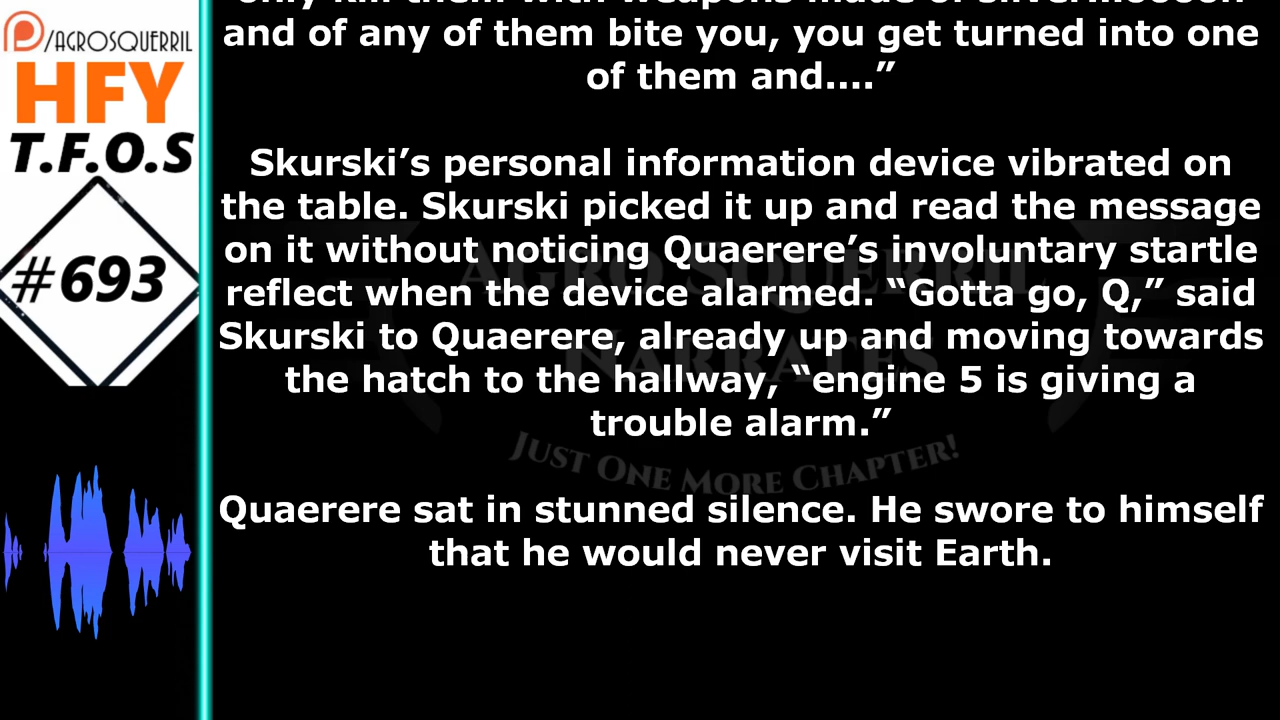 /AGROSQUERRIL
HFY
T.F.O.S
#693
only kill them with weapons made of
and of any of them bite you, you get turned into one
of them and....”
Skurski’s personal information device vibrated on
the table. Skurski picked it up and read the message
on it without noticing Quaerere’s involuntary startle
reflect when the device alarmed. “Gotta go, Q,” said
Skurski to Quaerere, already up and moving towards
the hatch to the hallway, “engine 5 is giving a
trouble alarm.”
Quaerere sat in stunned silence. He swore to himself
that he would never visit Earth.
AGRO SQUERRIL
NARRATES
JUST ONE MORE CHAPTER!